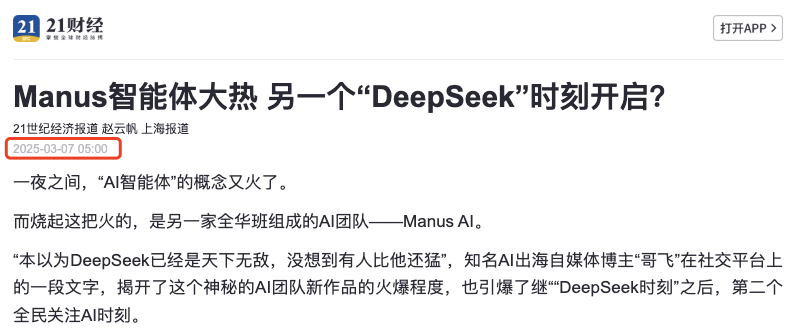 21 21财经
掌握全球财经脉搏
打开APP >
Manus智能体大热 另一个“DeepSeek”时刻开启？
21世纪经济报道 赵云帆 上海报道
2025-03-07 05:00
一夜之间，“AI智能体”的概念又火了。
而烧起这把火的，是另一家全华班组成的AI团队——Manus AI。
“本以为DeepSeek已经是天下无敌，没想到有人比他还猛”，知名AI出海自媒体博主“哥飞”在社交平台上
的一段文字，揭开了这个神秘的AI团队新作品的火爆程度，也引爆了继““DeepSeek时刻”之后，第二个
全民关注AI时刻。